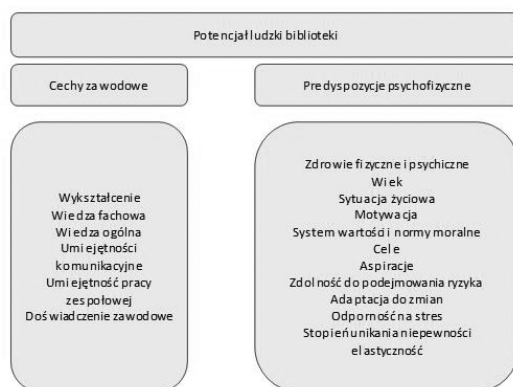 Potencjał ludzki biblioteki
Cechy zawodowe
Predyspozycje psychofizyczne
Wykształcenie
Wiedza fachowa
Wiedza ogólna
Umiejętności
komunikacyjne
Umiejętność pracy
zespołowej
Doświadczenie zawodowe
Zdrowie fizyczne i psychiczne
Wiek
Sytuacja życiowa
Motywacja
System wartości i normy moralne
Cele
Aspiracje
Zdolność do podejmowania ryzyka
Adaptacja do zmian
Odporność na stres
Stopień unikania niepewności
elastyczność